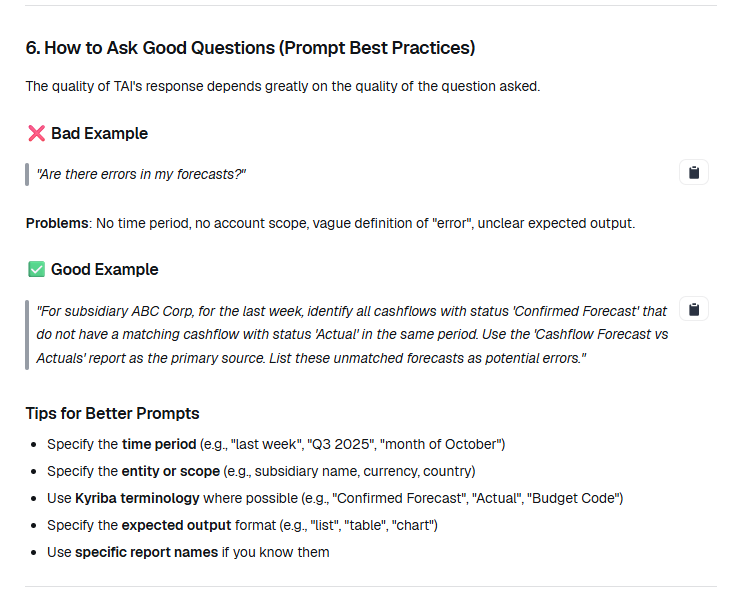 6. How to Ask Good Questions (Prompt Best Practices)
The quality of TAI's response depends greatly on the quality of the question asked.
❌ Bad Example
"Are there errors in my forecasts?"
Problems: No time period, no account scope, vague definition of "error", unclear expected output.
✅ Good Example
"For subsidiary ABC Corp, for the last week, identify all cashflows with status 'Confirmed Forecast' that
do not have a matching cashflow with status 'Actual' in the same period. Use the 'Cashflow Forecast vs
Actuals' report as the primary source. List these unmatched forecasts as potential errors."
Tips for Better Prompts
• Specify the time period (e.g., "last week", "Q3 2025", "month of October")
• Specify the entity or scope (e.g., subsidiary name, currency, country)
• Use Kyriba terminology where possible (e.g., "Confirmed Forecast", "Actual", "Budget Code")
• Specify the expected output format (e.g., "list", "table", "chart")
• Use specific report names if you know them